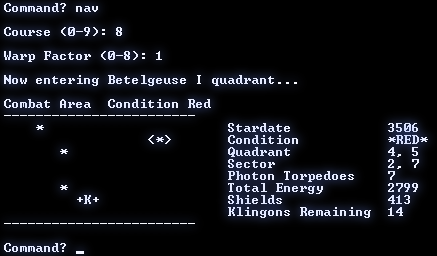 Command? nav
Course (0-9): 8
Warp Factor (0-8): 1
Now entering Betelgeuse I quadrant...
Combat Area  Condition Red
------------------------
    *                       Stardate            3506
                  <*>       Condition           *RED*
       *                    Quadrant            4, 5
                            Sector              2, 7
                            Photon Torpedoes    7
       *                    Total Energy        2799
         +K+                Shields             413
                            Klingons Remaining  14
------------------------
Command? _